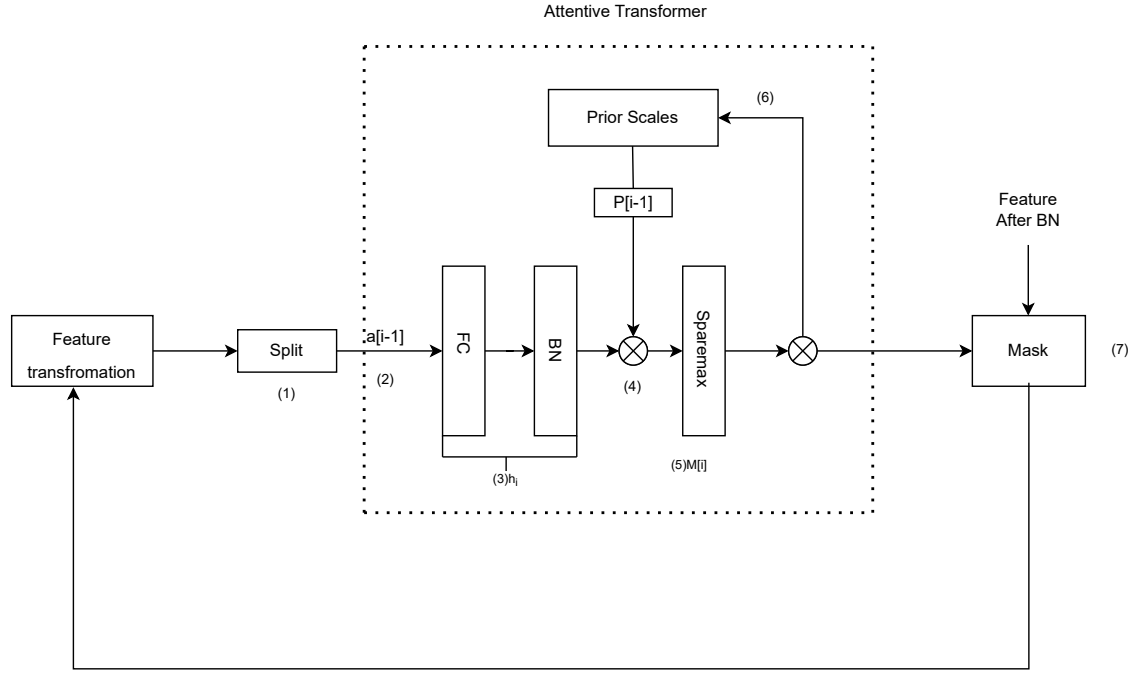 Attentive Transformer
Prior Scales
(6)
P[i-1]
Feature
After BN
Feature
transfromation
Split
a[i-1]
FC
BN
Sparemax
Mask
(7)
(1)
(2)
(4)
(3)hᵢ
(5)M[i]